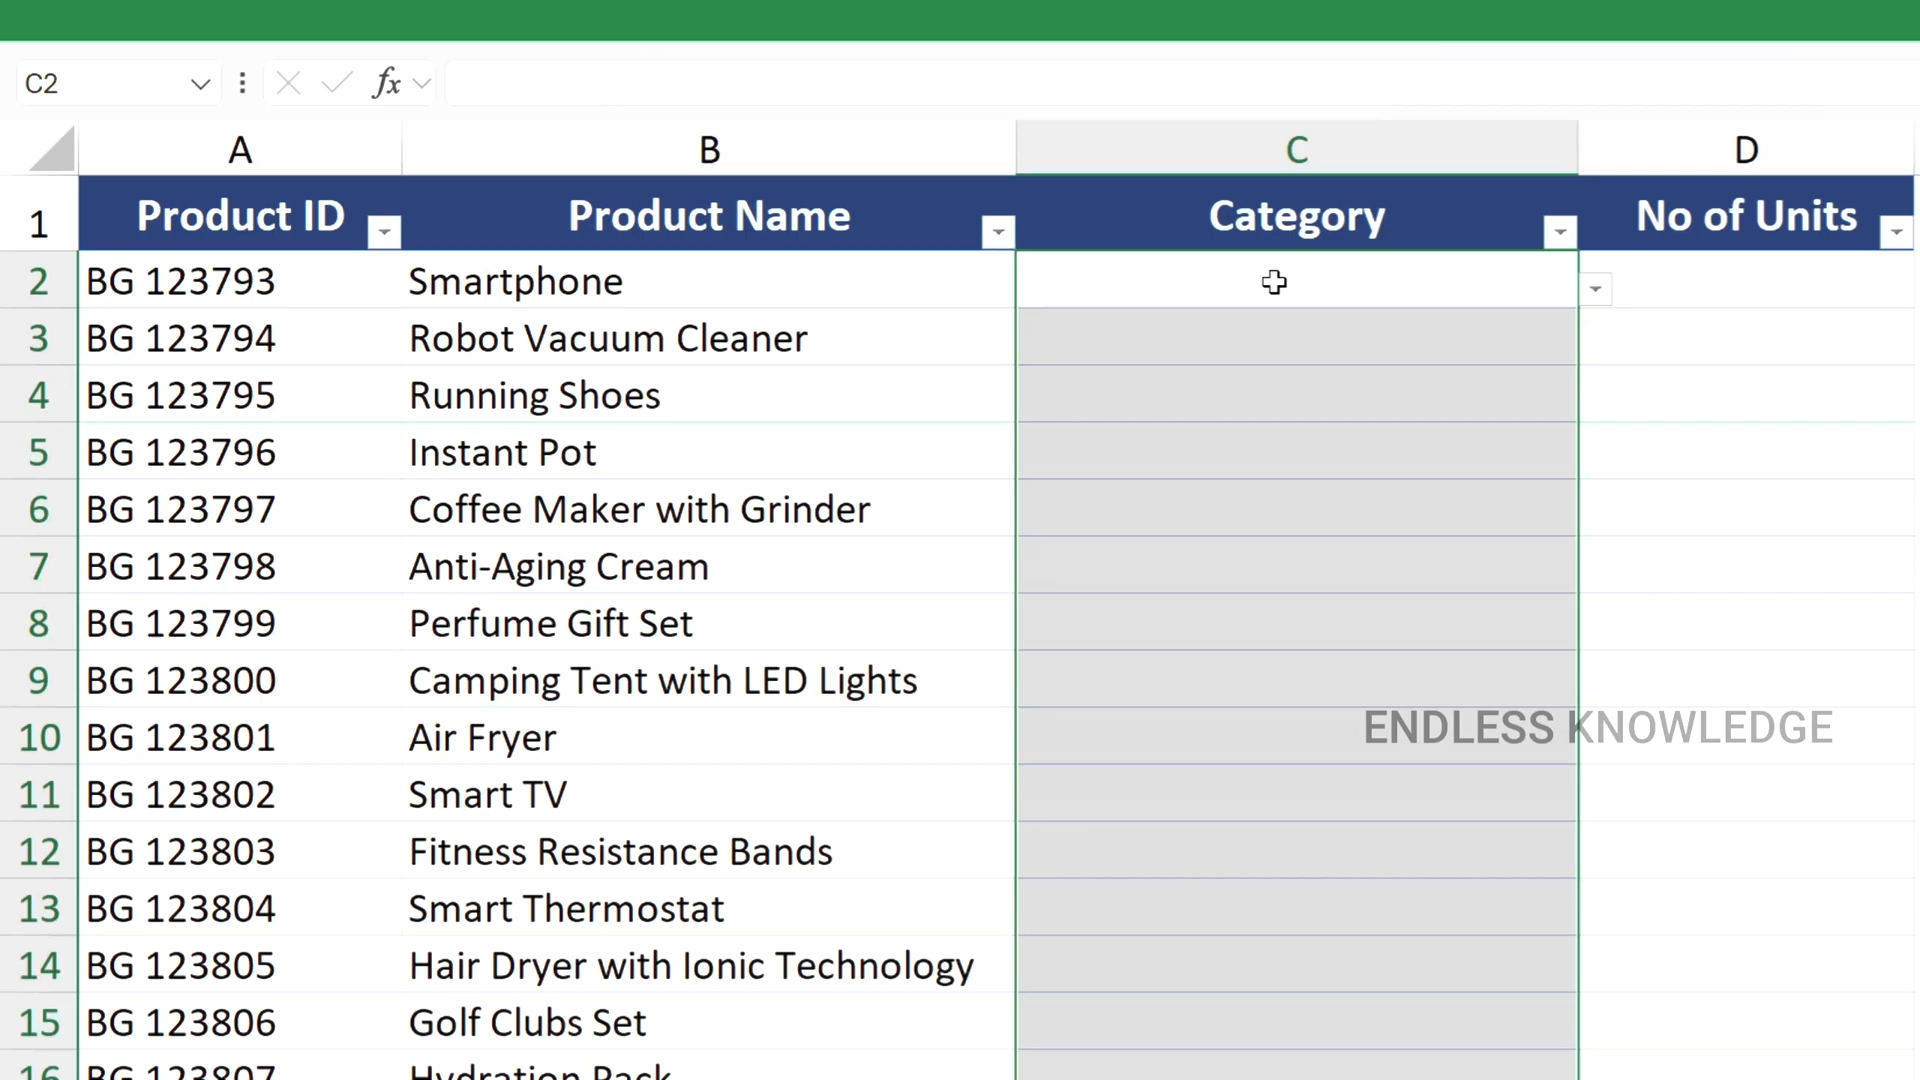 C2 fx
A B C D
1 Product ID Product Name Category No of Units
2 BG 123793 Smartphone
3 BG 123794 Robot Vacuum Cleaner
4 BG 123795 Running Shoes
5 BG 123796 Instant Pot
6 BG 123797 Coffee Maker with Grinder
7 BG 123798 Anti-Aging Cream
8 BG 123799 Perfume Gift Set
9 BG 123800 Camping Tent with LED Lights
ENDLESS KNOWLEDGE
10 BG 123801 Air Fryer
11 BG 123802 Smart TV
12 BG 123803 Fitness Resistance Bands
13 BG 123804 Smart Thermostat
14 BG 123805 Hair Dryer with Ionic Technology
15 BG 123806 Golf Clubs Set
16 BG 123807 Hydration Pack